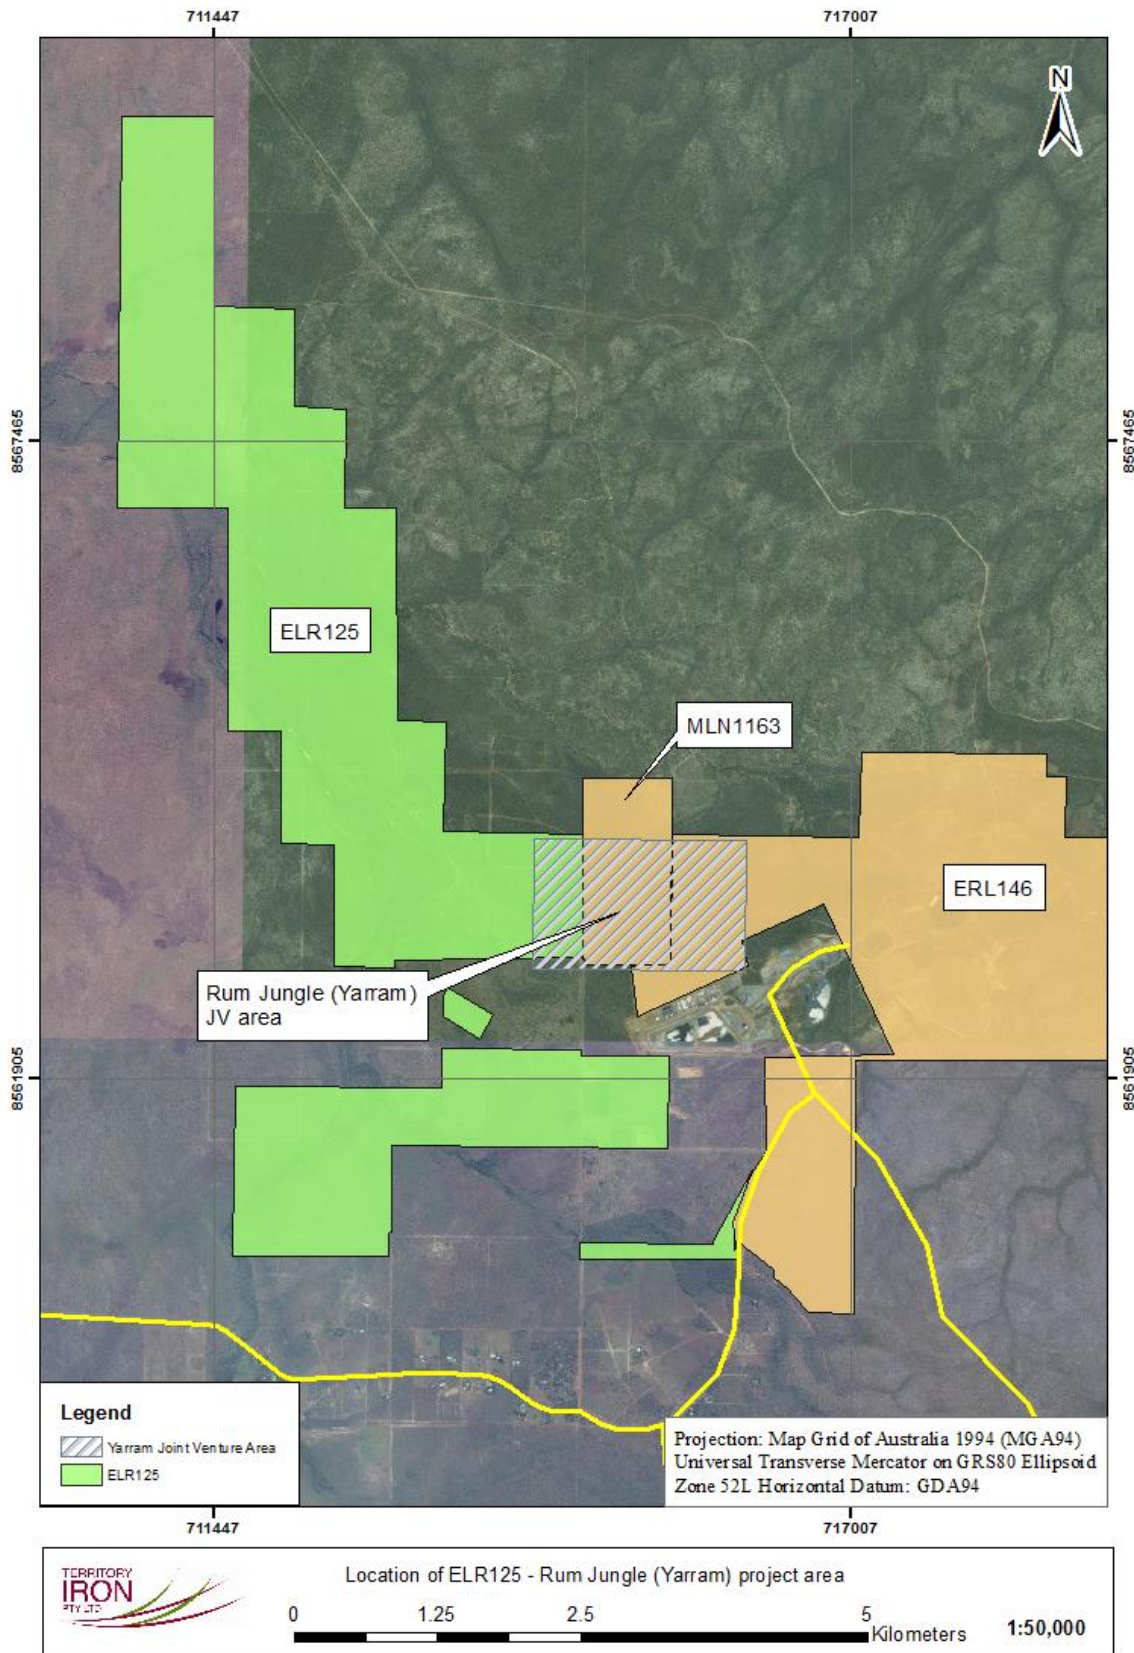 711447
717007
N
8567465
8567465
ELR125
MLN1163
ERL146
Rum Jungle (Yarram)
JV area
8561905
8561905
Legend
Yarram Joint Venture Area
ELR125
Projection: Map Grid of Australia 1994 (MGA94)
Universal Transverse Mercator on GRS80 Ellipsoid
Zone 52L Horizontal Datum: GDA94
711447
717007
TERRITORY
IRON
PTY LTD
Location of ELR125 - Rum Jungle (Yarram) project area
0 1.25 2.5 5
Kilometers
1:50,000